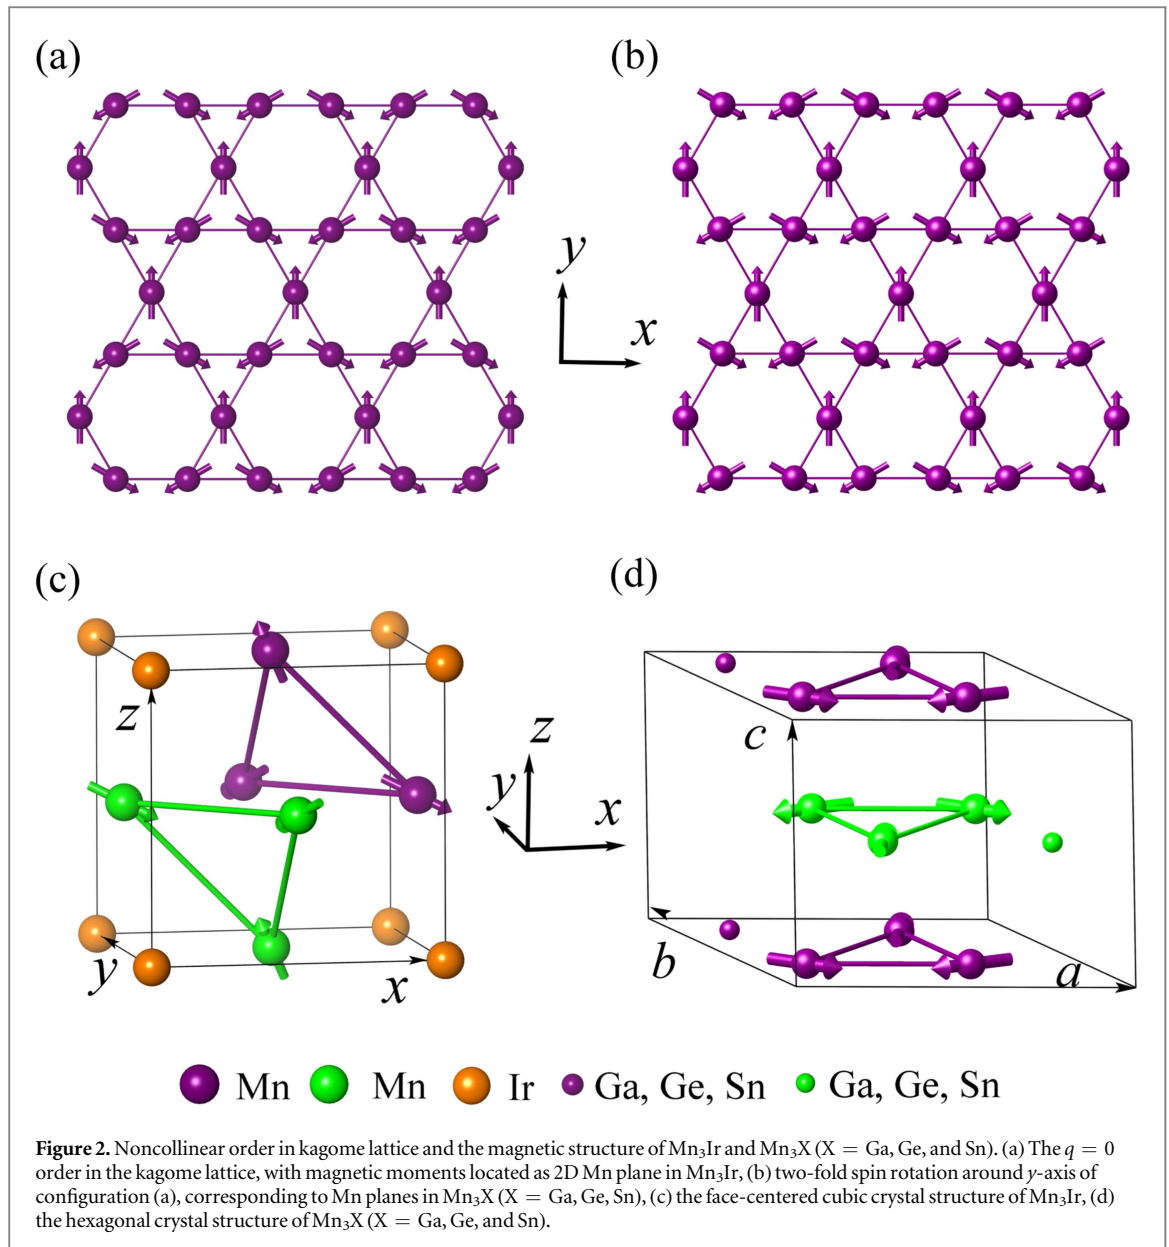 (a)
(b)
y
x
(c)
(d)
z
y
x
z
y
x
c
b
a
Mn
Mn
Ir
Ga, Ge, Sn
Ga, Ge, Sn
Figure 2. Noncollinear order in kagome lattice and the magnetic structure of Mn₃Ir and Mn₃X (X = Ga, Ge, and Sn). (a) The q = 0
order in the kagome lattice, with magnetic moments located as 2D Mn plane in Mn₃Ir, (b) two-fold spin rotation around y-axis of
configuration (a), corresponding to Mn planes in Mn₃X (X = Ga, Ge, Sn), (c) the face-centered cubic crystal structure of Mn₃Ir, (d)
the hexagonal crystal structure of Mn₃X (X = Ga, Ge, and Sn).